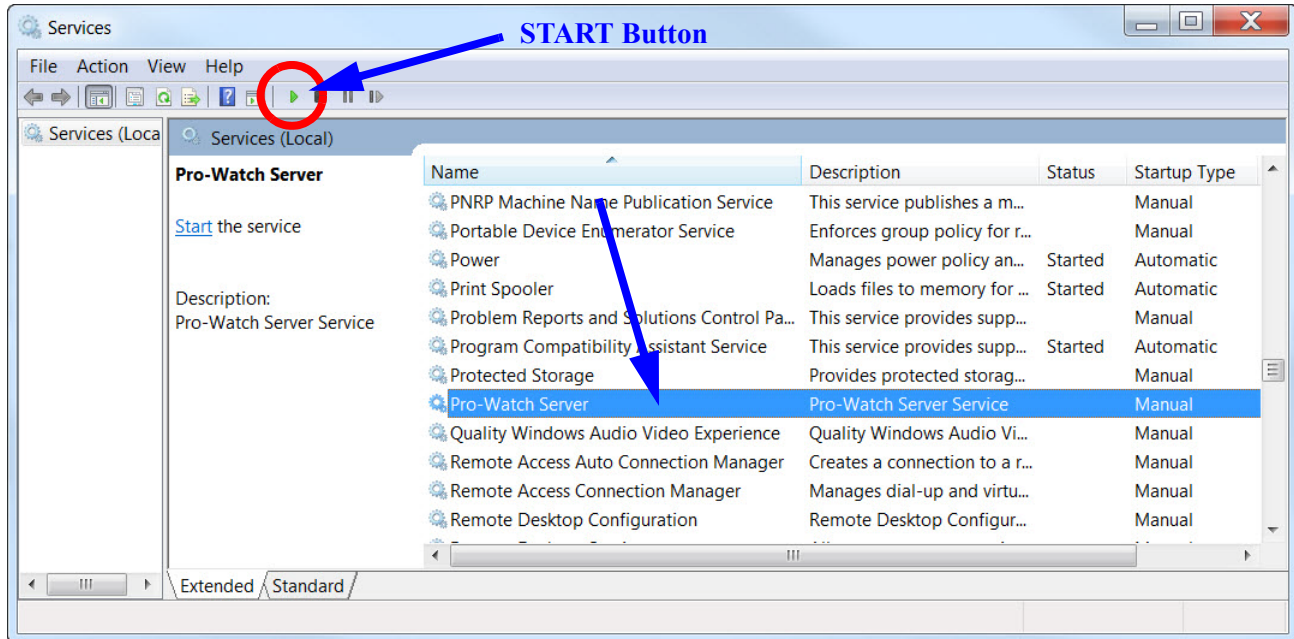 Services
START Button
File Action View Help
Services (Loca
Services (Local)
Pro-Watch Server
Start the service
Description:
Pro-Watch Server Service
Name Description Status Startup Type
PNRP Machine Name Publication Service This service publishes a m... Manual
Portable Device Enumerator Service Enforces group policy for r... Manual
Power Manages power policy an... Started Automatic
Print Spooler Loads files to memory for ... Started Automatic
Problem Reports and Solutions Control Pa... This service provides supp... Manual
Program Compatibility Assistant Service This service provides supp... Started Automatic
Protected Storage Provides protected storag... Manual
Pro-Watch Server Pro-Watch Server Service Manual
Quality Windows Audio Video Experience Quality Windows Audio Vi... Manual
Remote Access Auto Connection Manager Creates a connection to a r... Manual
Remote Access Connection Manager Manages dial-up and virtu... Manual
Remote Desktop Configuration Remote Desktop Configur... Manual
Extended Standard